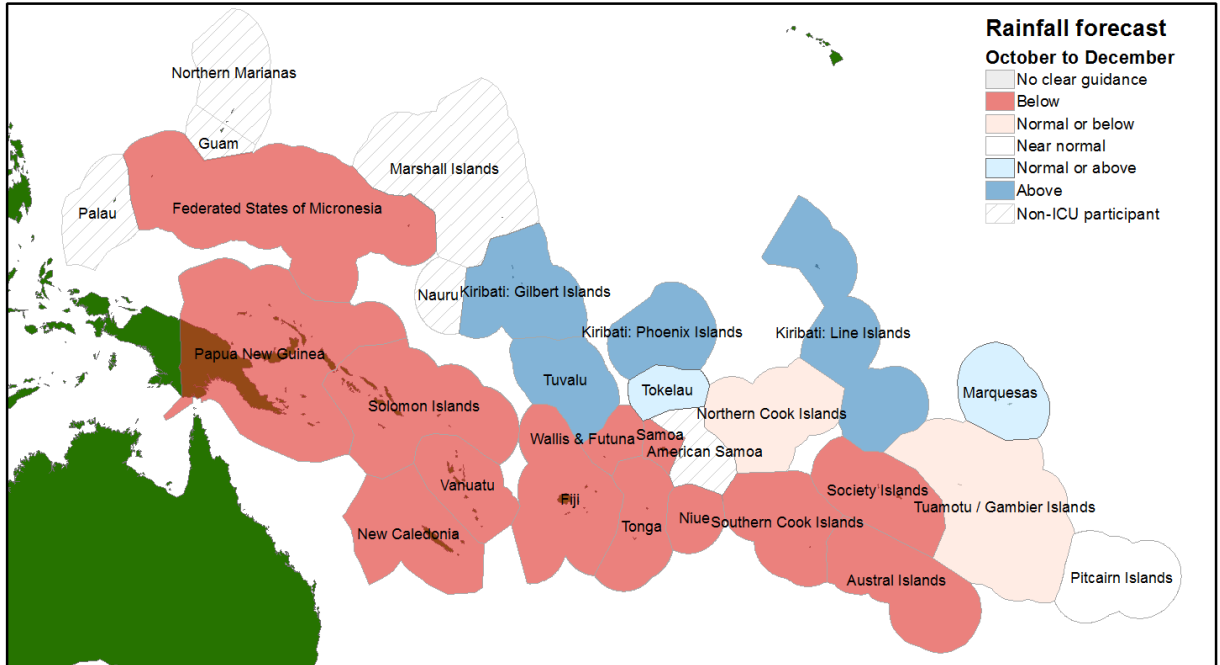 Rainfall forecast
October to December
No clear guidance
Below
Normal or below
Near normal
Normal or above
Above
Non-ICU participant
Northern Marianas
Guam
Marshall Islands
Palau
Federated States of Micronesia
Nauru
Kiribati: Gilbert Islands
Kiribati: Phoenix Islands
Kiribati: Line Islands
Papua New Guinea
Tuvalu
Tokelau
Marquesas
Solomon Islands
Northern Cook Islands
Wallis & Futuna
Samoa
American Samoa
Vanuatu
Society Islands
Fiji
Tuamotu / Gambier Islands
Niue
Southern Cook Islands
Tonga
New Caledonia
Austral Islands
Pitcairn Islands